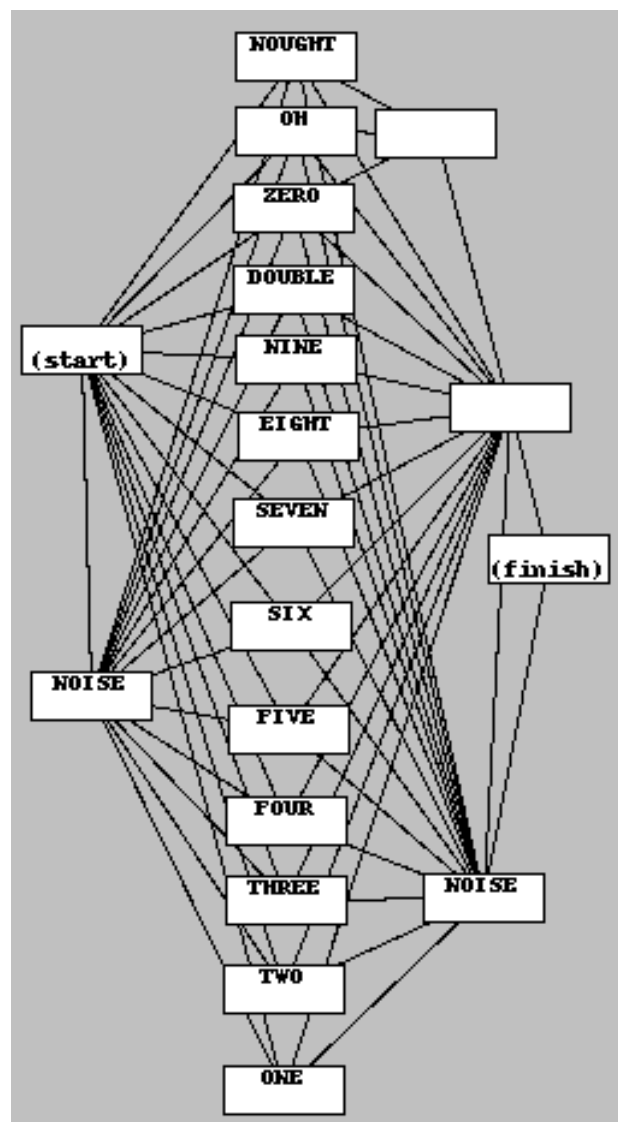 NOUGHT
OH
ZERO
DOUBLE
(start)
NINE
EIGHT
SEVEN
(finish)
SIX
NOISE
FIVE
FOUR
THREE
NOISE
TWO
ONE